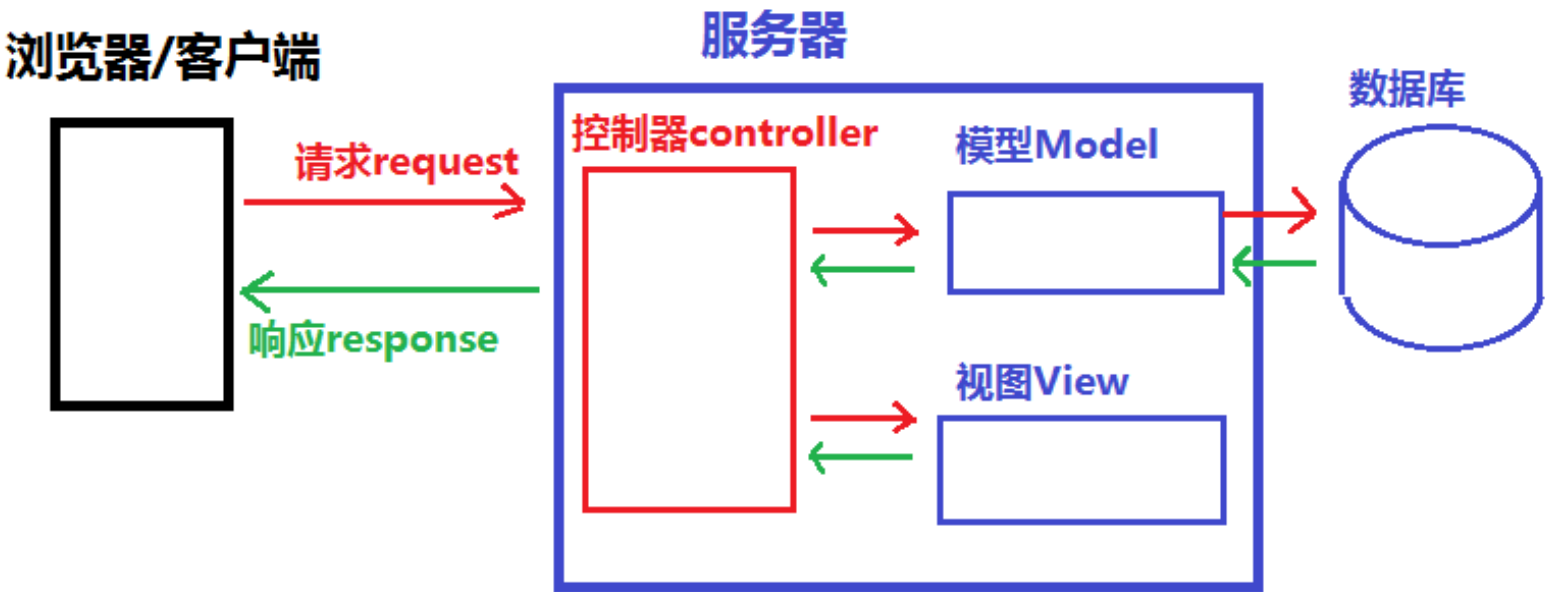 浏览器/客户端
服务器
数据库
控制器controller
模型Model
请求request
响应response
视图View